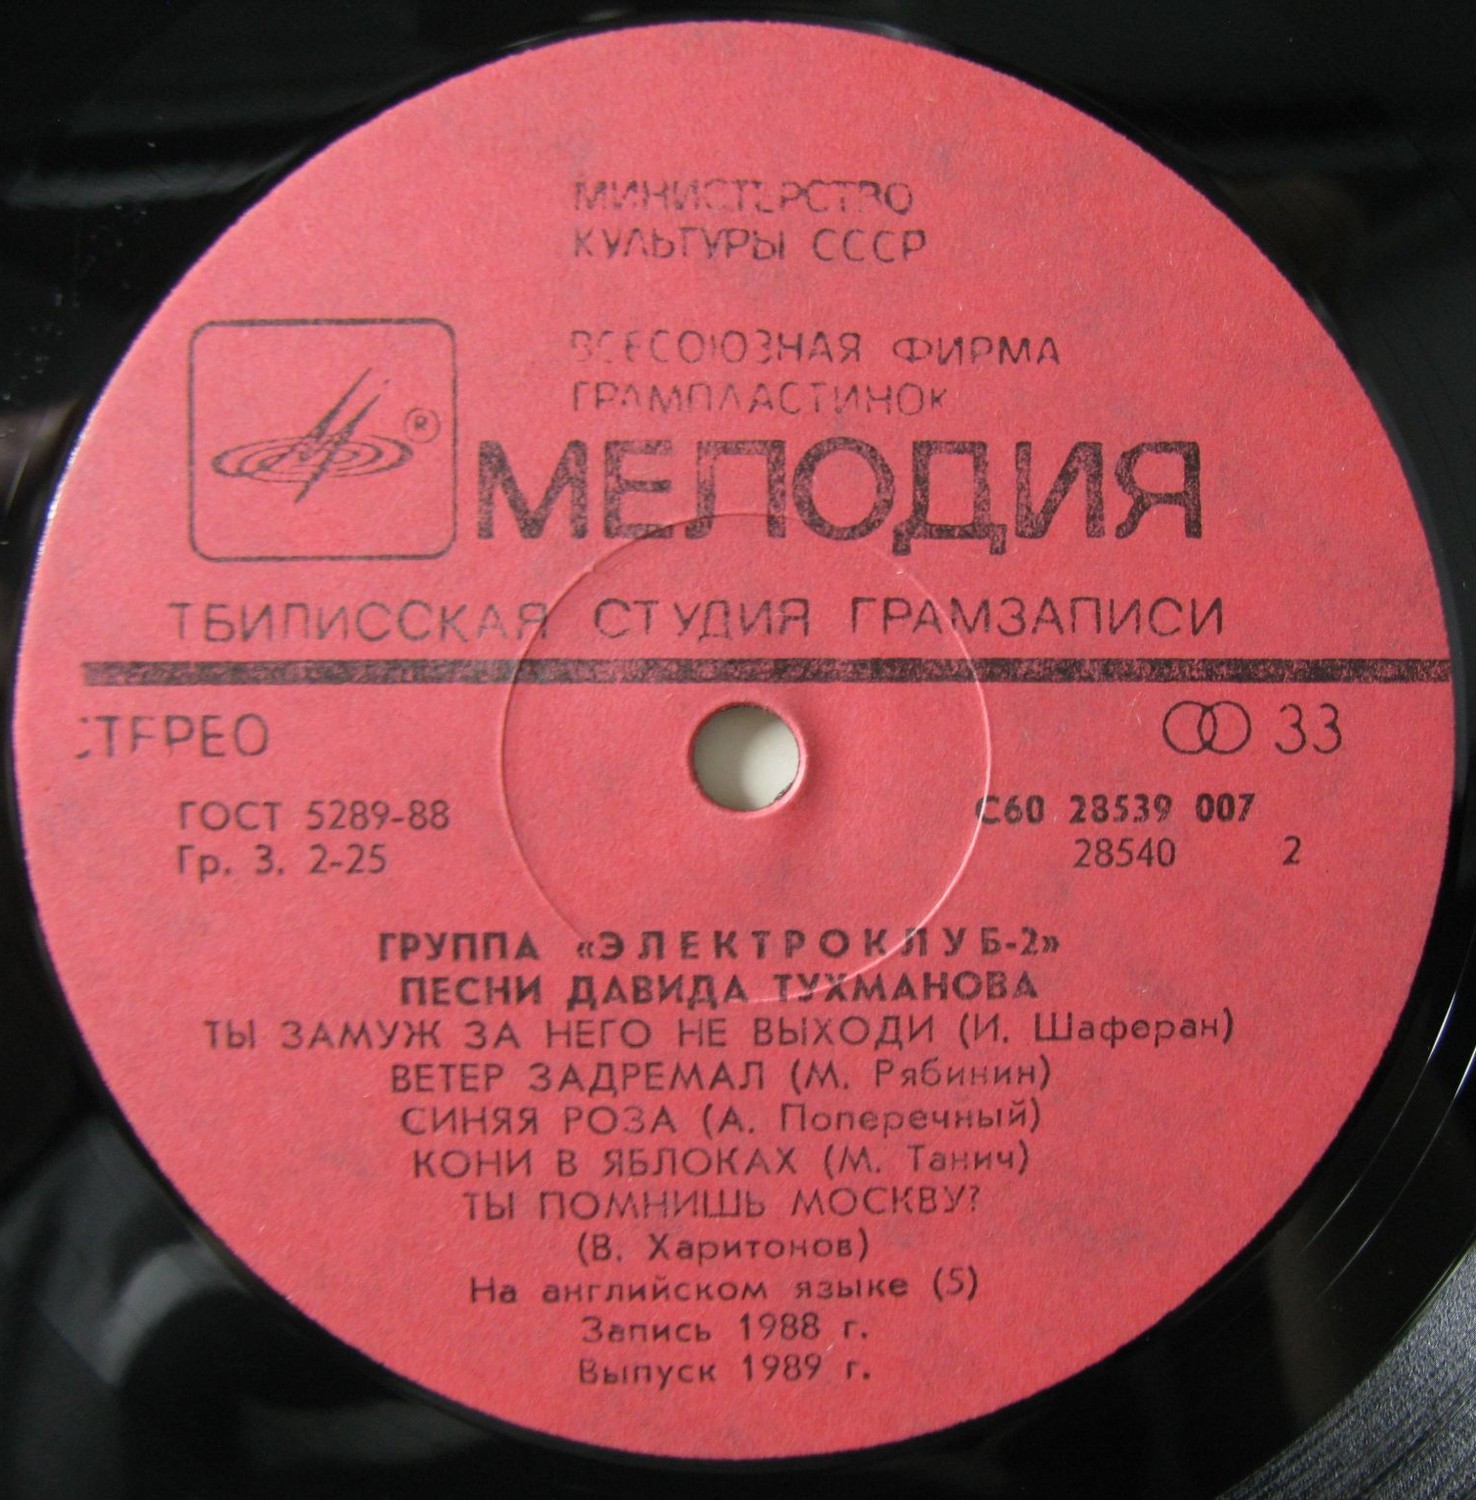 МИНИСТЕРСТВО
КУЛЬТУРЫ СССР
ВСЕСОЮЗНАЯ ФИРМА
ГРАМПЛАСТИНОК
®
МЕЛОДИЯ
ТБИЛИССКАЯ СТУДИЯ ГРАМЗАПИСИ
СТЕРЕО
33
ГОСТ 5289-88
С60 28539 007
Гр. 3. 2-25
28540 2
ГРУППА «ЭЛЕКТРОКЛУБ-2»
ПЕСНИ ДАВИДА ТУХМАНОВА
ТЫ ЗАМУЖ ЗА НЕГО НЕ ВЫХОДИ (И. Шаферан)
ВЕТЕР ЗАДРЕМАЛ (М. Рябинин)
СИНЯЯ РОЗА (А. Поперечный)
КОНИ В ЯБЛОКАХ (М. Танич)
ТЫ ПОМНИШЬ МОСКВУ?
(В. Харитонов)
На английском языке (5)
Запись 1988 г.
Выпуск 1989 г.